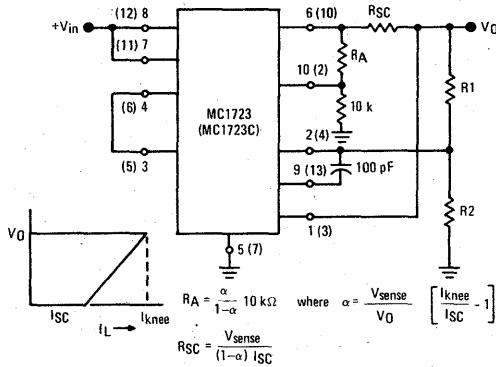 (12) 8
6 (10)
RSC
+Vin
VO
(11) 7
RA
R1
10 (2)
(6) 4
MC1723
(MC1723C)
10 k
2 (4)
(5) 3
9 (13)
100 pF
R2
1 (3)
VO
5 (7)
ISC
IL
Iknee
RA = α/(1-α) 10 kΩ where α = Vsense/VO [Iknee/ISC - 1]
RSC = Vsense/((1-α) ISC)